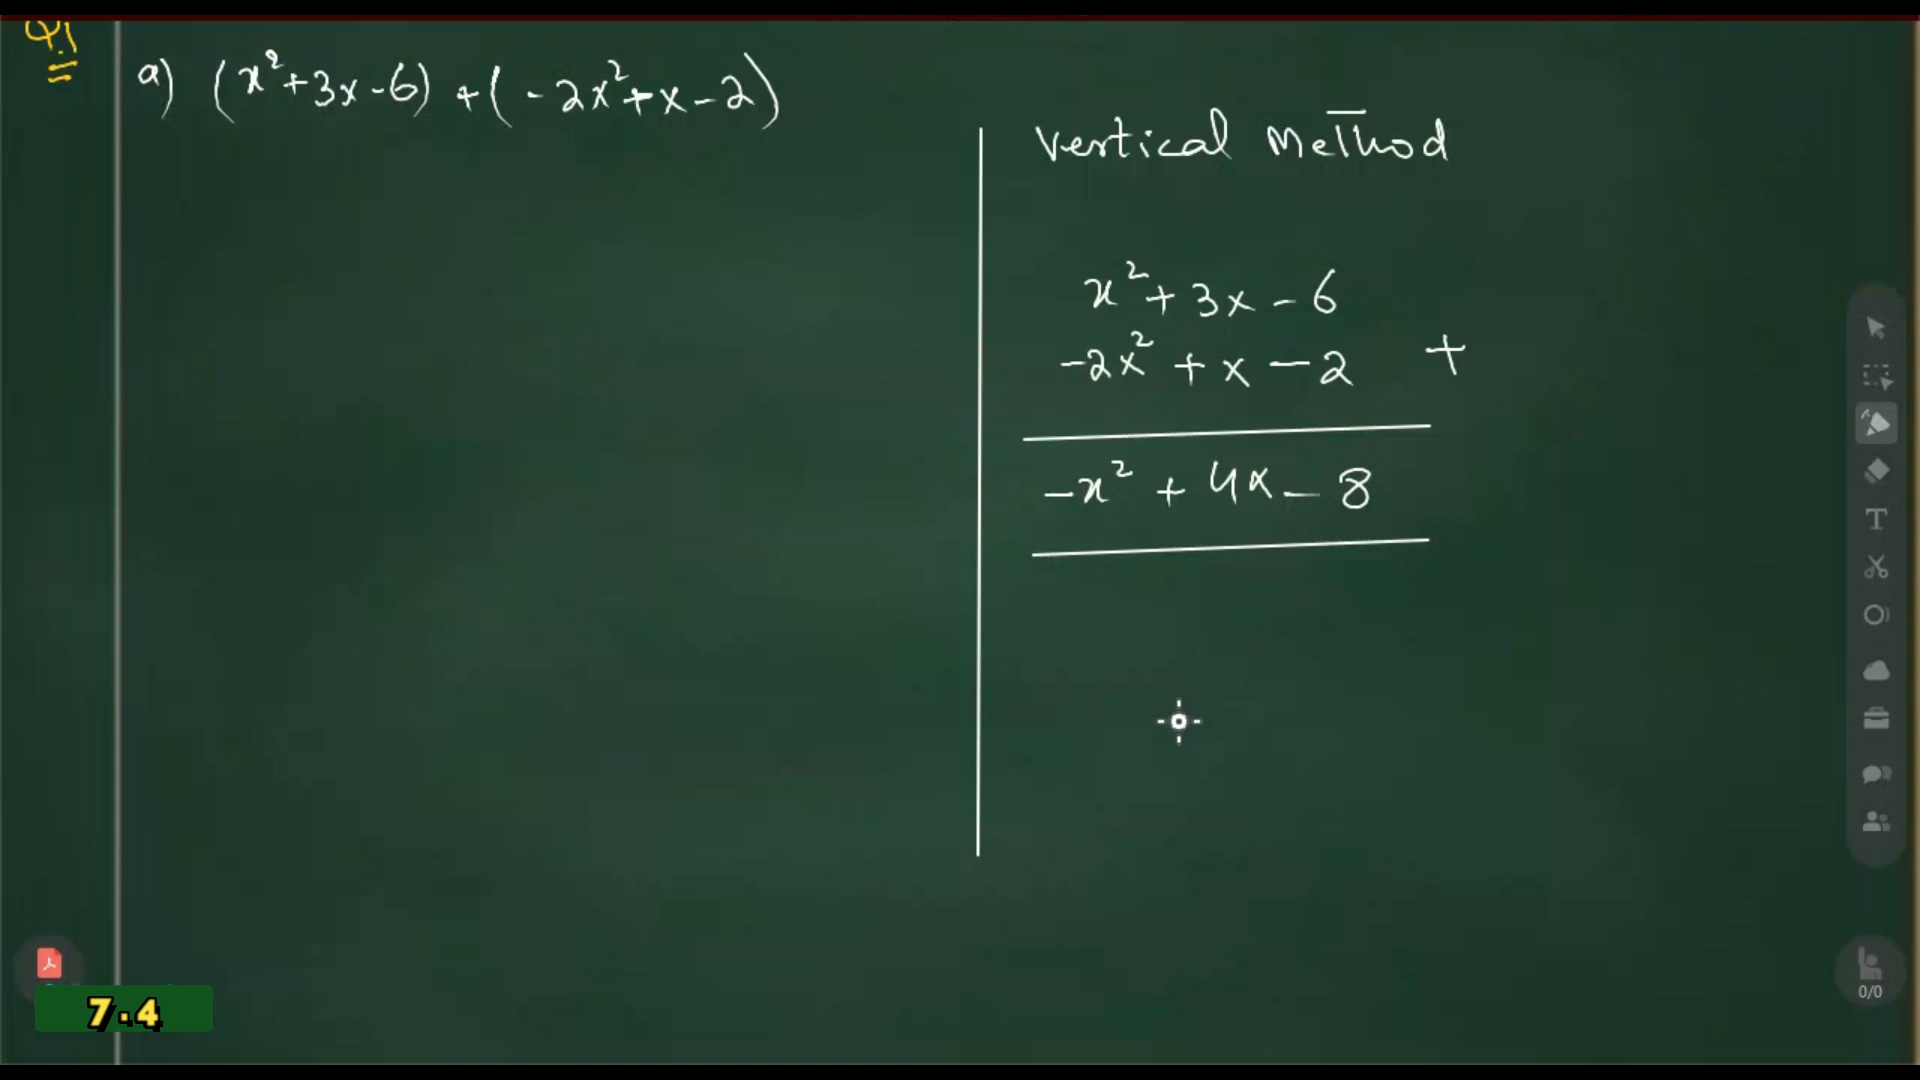 Q.1
a) (x²+3x-6) + (-2x²+x-2)
Vertical Method
x²+3x-6
-2x²+x-2 +
-x²+4x-8
7.4
0/0